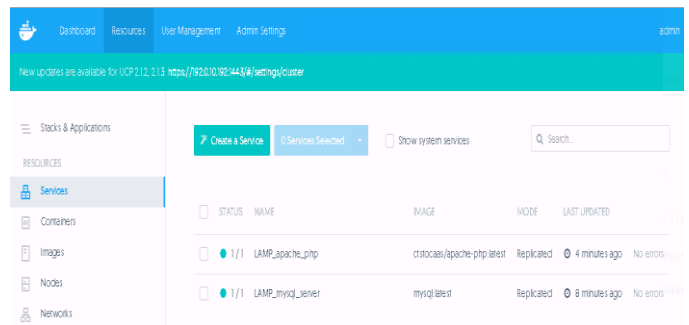 Dashboard Resources User Management Admin Settings admin
New updates are available for UCP 2.1.2, 2.1.3: https://192.0.10.192:1443/#/settings/cluster
Stacks & Applications
Create a Service 0 Services Selected Show system services Search...
RESOURCES
Services
STATUS NAME IMAGE MODE LAST UPDATED
Containers
Images
1/1 LAMP_apache_php ctstocaas/apache-php:latest Replicated 4 minutes ago No errors
Nodes
1/1 LAMP_mysql_server mysql:latest Replicated 8 minutes ago No errors
Networks